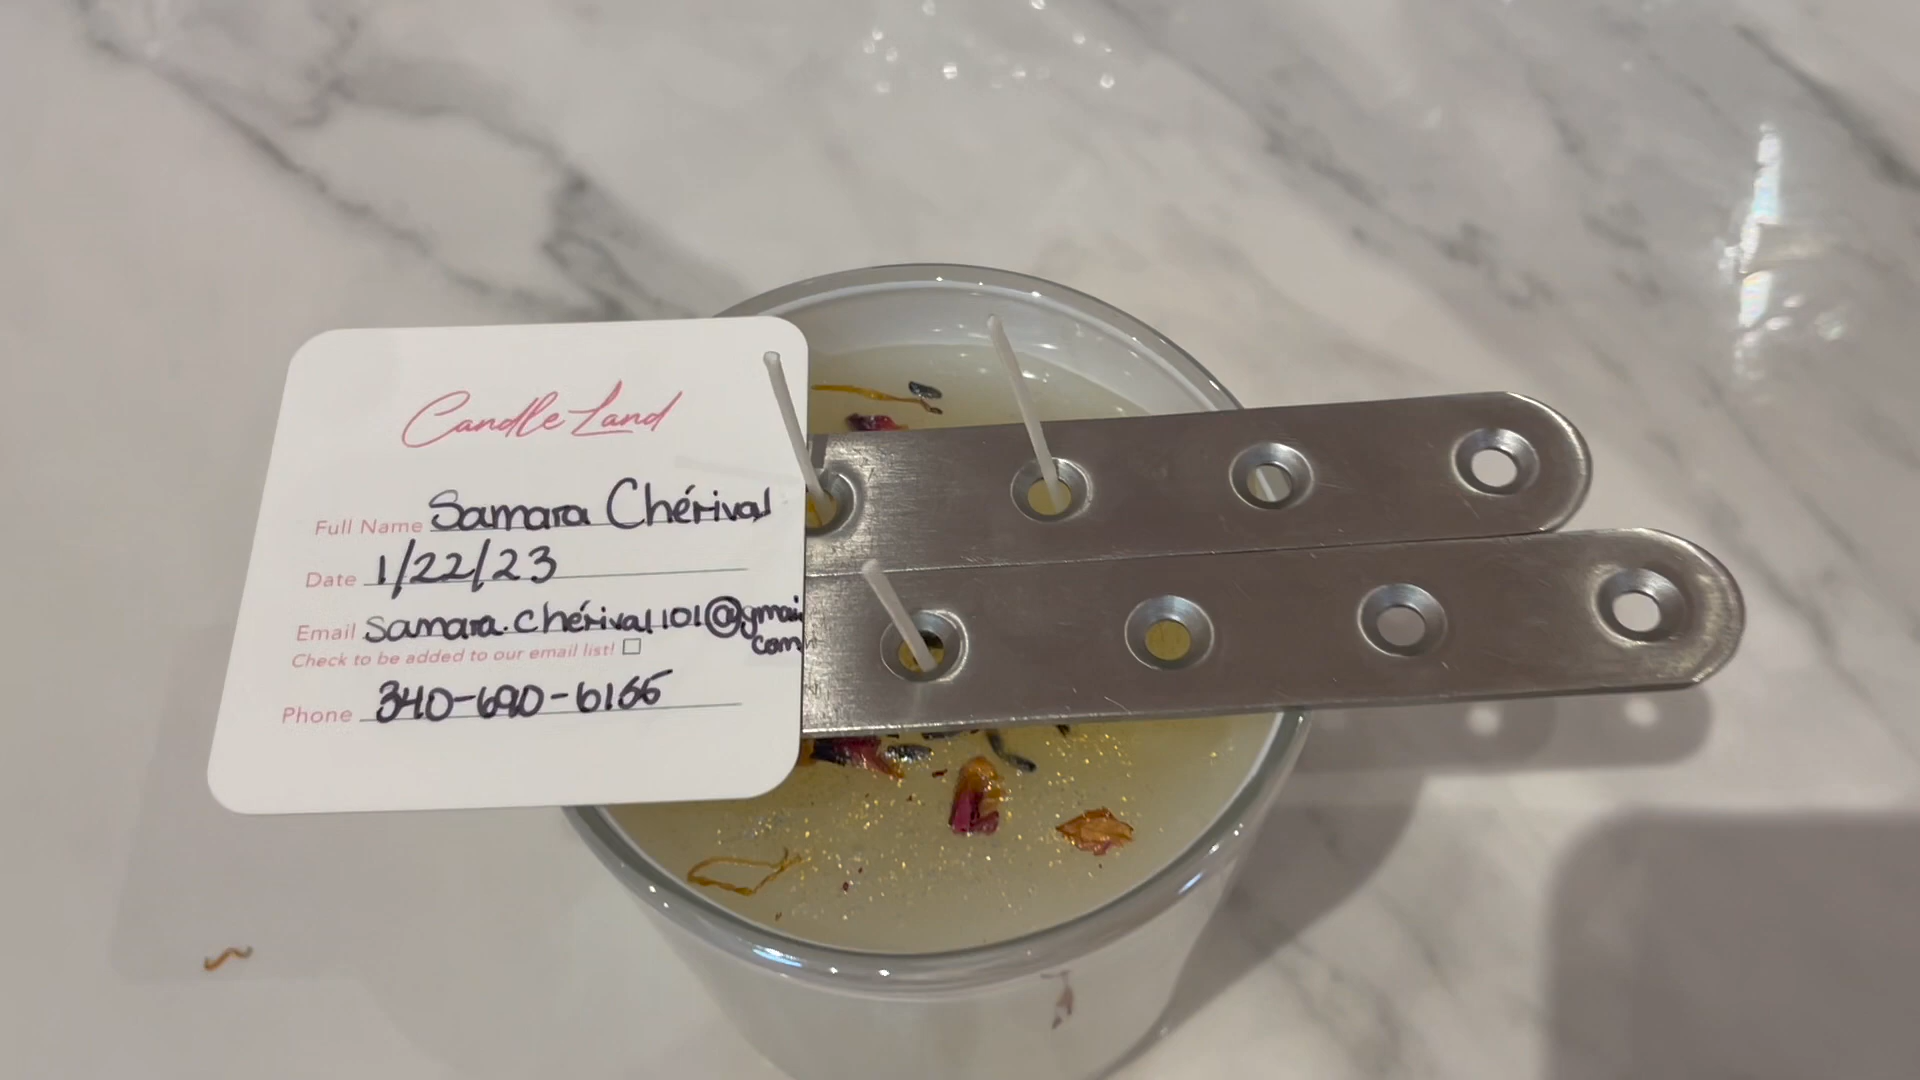 Candle Land
Full Name Samara Chérival
Date 1/22/23
Email samara.chérival101@gmai
com
Check to be added to our email list!
Phone 340-690-6165